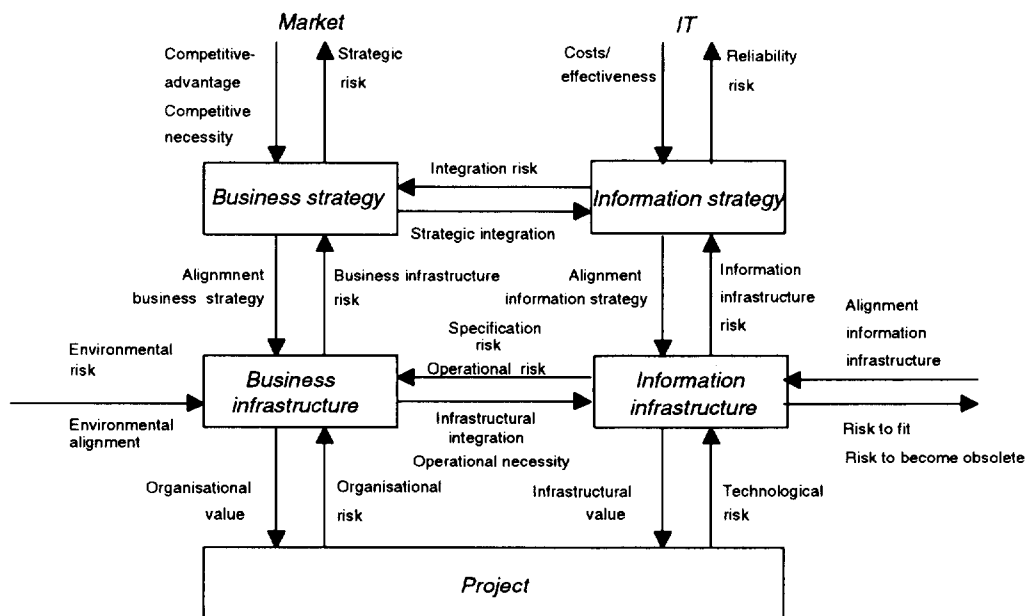 Market
IT
Competitive-
advantage
Competitive
necessity
Strategic
risk
Costs/
effectiveness
Reliability
risk
Business strategy
Integration risk
Strategic integration
Information strategy
Alignmnent
business strategy
Business infrastructure
risk
Alignment
information strategy
Information
infrastructure
risk
Alignment
information
infrastructure
Environmental
risk
Environmental
alignment
Business
infrastructure
Specification
risk
Operational risk
Infrastructural
integration
Operational necessity
Information
infrastructure
Risk to fit
Risk to become obsolete
Organisational
value
Organisational
risk
Infrastructural
value
Technological
risk
Project